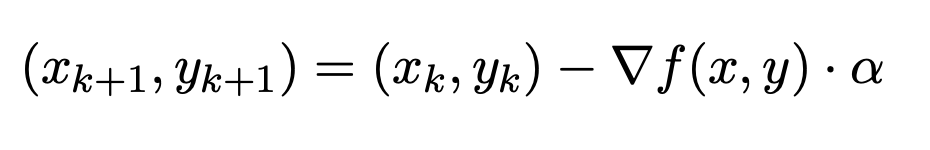 (x_{k+1}, y_{k+1}) = (x_k, y_k) − ∇f(x, y) · α